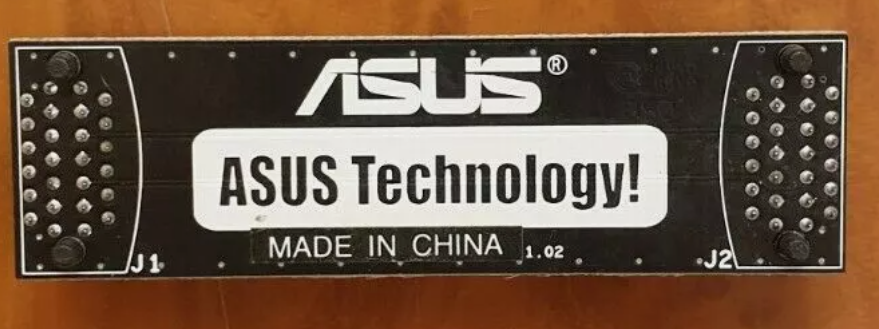 ASUS®
ASUS Technology!
MADE IN CHINA 1.02
J1 J2